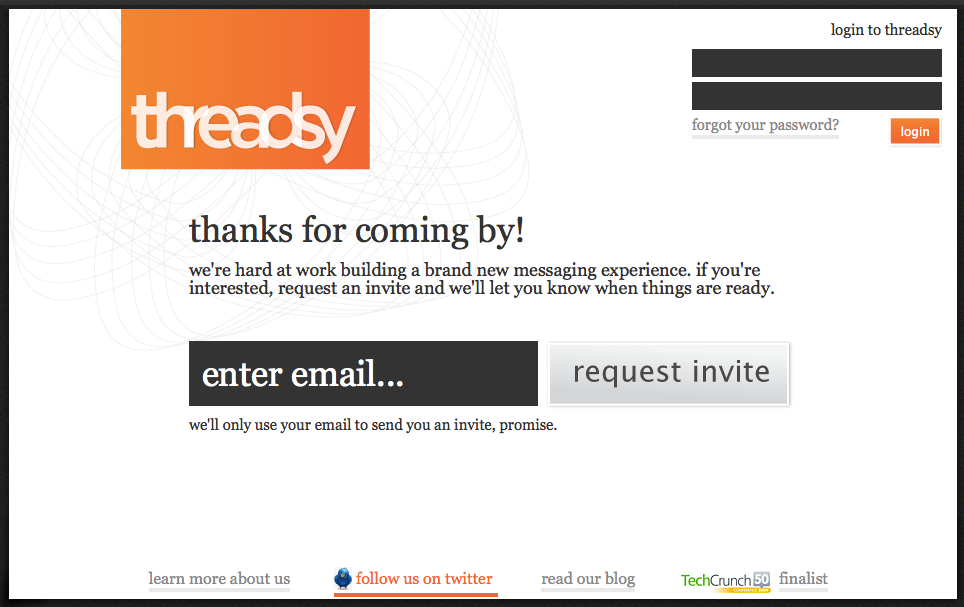 threadsy
login to threadsy
forgot your password?
login
thanks for coming by!
we're hard at work building a brand new messaging experience. if you're
interested, request an invite and we'll let you know when things are ready.
enter email...
request invite
we'll only use your email to send you an invite, promise.
learn more about us
follow us on twitter
read our blog
TechCrunch 50
finalist